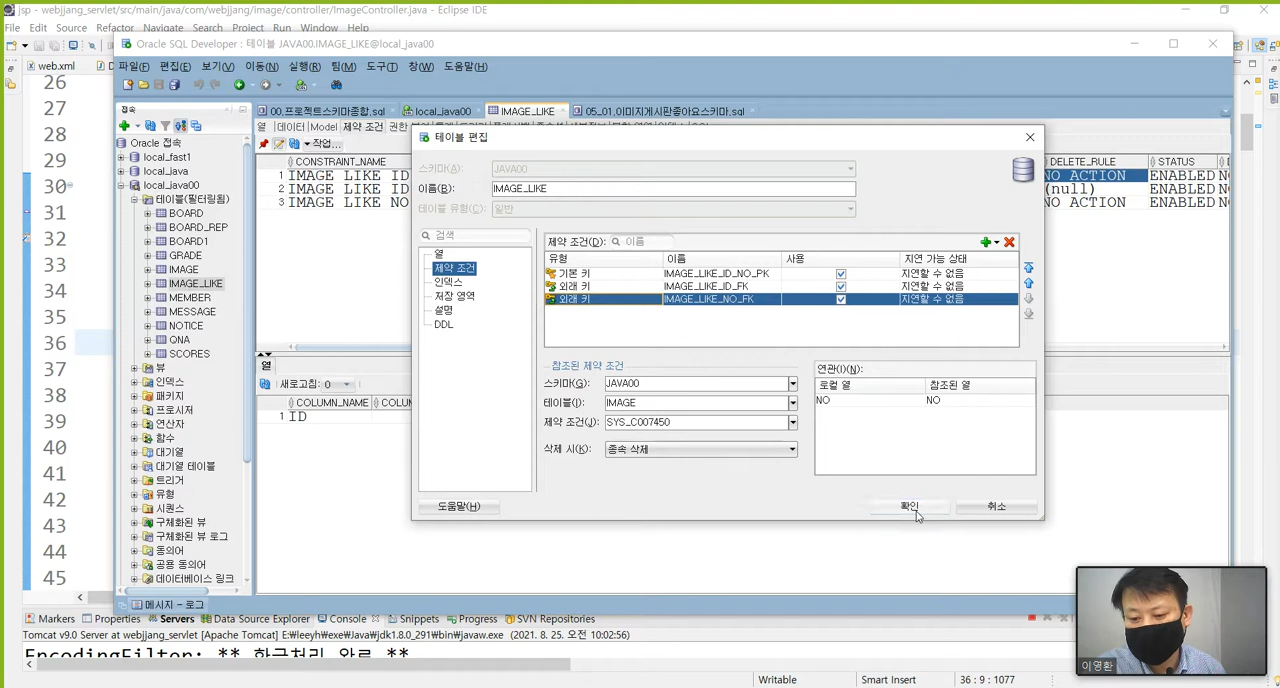 jsp - webjjang_servlet/src/main/java/com/webjjang/image/controller/ImageController.java - Eclipse IDE
File Edit Source Refactor Navigate Search Project Run Window Help
web.xml
26
27
28
29
30
31
32
33
34
35
36
37
38
39
40
41
42
43
44
45
Oracle SQL Developer : 테이블 JAVA00.IMAGE_LIKE@local_java00
파일(F) 편집(E) 보기(V) 이동(N) 실행(R) 팀(M) 도구(T) 창(W) 도움말(H)
접속
Oracle 접속
local_fast1
local_java
local_java00
테이블(필터링됨)
BOARD
BOARD_REP
BOARD1
GRADE
IMAGE
IMAGE_LIKE
MEMBER
MESSAGE
NOTICE
QNA
SCORES
뷰
인덱스
패키지
프로시저
연산자
함수
대기열
대기열 테이블
트리거
유형
시퀀스
구체화된 뷰
구체화된 뷰 로그
동의어
공용 동의어
데이터베이스 링크
00.프로젝트스키마종합.sql local_java00 IMAGE_LIKE 05_01.이미지게시판좋아요스키마.sql
열 데이터 Model 제약 조건
작업...
CONSTRAINT_NAME DELETE_RULE STATUS
1 IMAGE LIKE ID NO ACTION ENABLED
2 IMAGE LIKE ID (null) ENABLED
3 IMAGE LIKE NO NO ACTION ENABLED
열
새로고침: 0
COLUMN_NAME
1 ID
테이블 편집
스키마(A): JAVA00
이름(B): IMAGE_LIKE
테이블 유형(C): 일반
검색
열
제약 조건
인덱스
저장 영역
설명
DDL
제약 조건(D): 이름
유형 이름 사용 지연 가능 상태
기본 키 IMAGE_LIKE_ID_NO_PK 지연할 수 없음
외래 키 IMAGE_LIKE_ID_FK 지연할 수 없음
외래 키 IMAGE_LIKE_NO_FK 지연할 수 없음
참조된 제약 조건
스키마(G): JAVA00
테이블(I): IMAGE
제약 조건(J): SYS_C007450
삭제 시(K): 종속 삭제
연관(I)(N):
로컬 열 참조된 열
NO NO
도움말(H) 확인 취소
메시지 - 로그
Markers Properties Servers Data Source Explorer Console Snippets Progress SVN Repositories
Tomcat v9.0 Server at webjjang_servlet [Apache Tomcat] E:\leeyh\exe\Java\jdk1.8.0_291\bin\javaw.exe (2021. 8. 25. 오전 10:02:56)
EncodingFilter: ** 한글처리 완료 **
Writable Smart Insert 36 : 9 : 1077
이영환